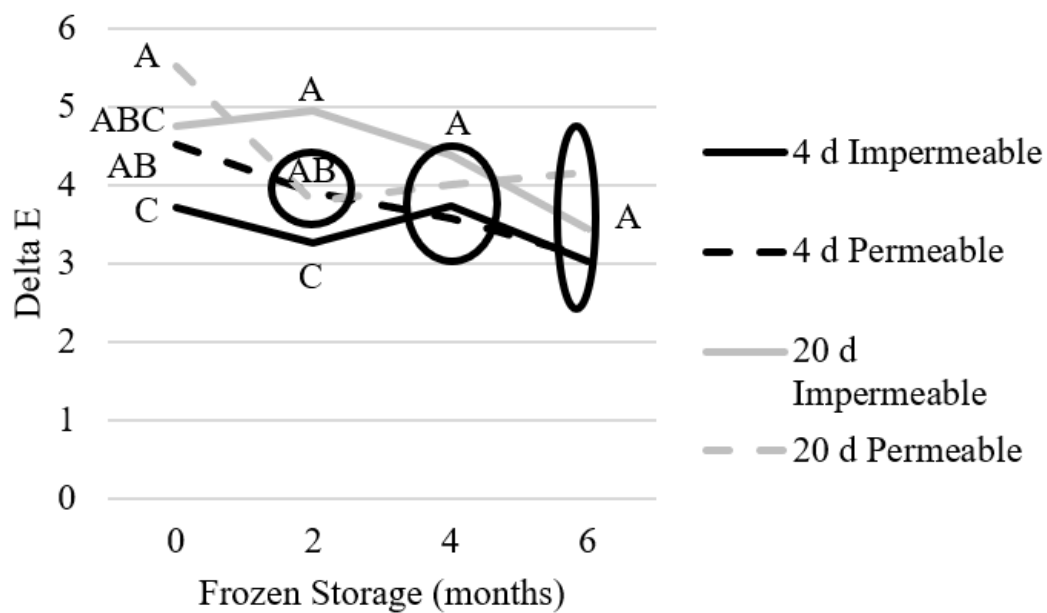 6
A
5
A
ABC
A
4 d Impermeable
AB
AB
4
C
A
4 d Permeable
3
C
Delta E
2
20 d
Impermeable
1
20 d Permeable
0
0 2 4 6
Frozen Storage (months)